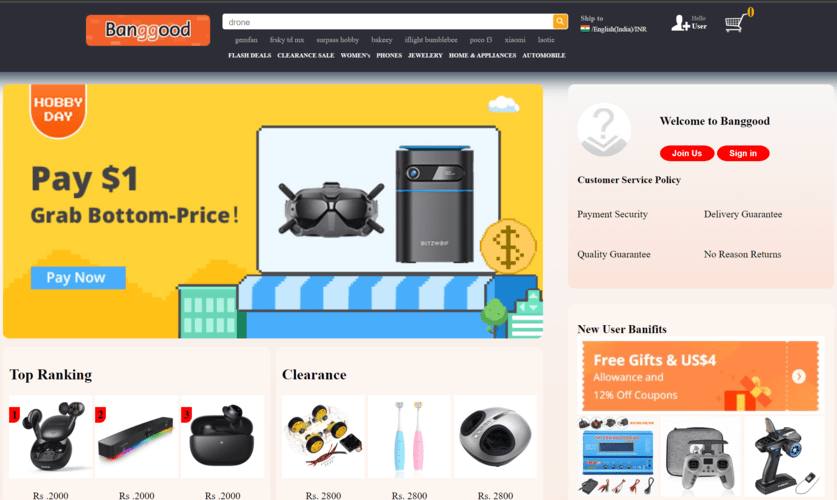 Banggood
drone
Ship to
/English(India)/INR
Hello
User
0
gemfan frsky td mx surpass hobby bakeey iflight bumblebee poco f3 xiaomi laotie
FLASH DEALS CLEARANCE SALE WOMEN's PHONES JEWELERY HOME & APPLIANCES AUTOMOBILE
HOBBY
DAY
Pay $1
Grab Bottom-Price!
Pay Now
BLITZWOLF
Welcome to Banggood
Join Us Sign in
Customer Service Policy
Payment Security Delivery Guarantee
Quality Guarantee No Reason Returns
Top Ranking
1 2 3
Rs .2000 Rs .2000 Rs .2000
Clearance
Rs. 2800 Rs. 2800 Rs. 2800
New User Banifits
Free Gifts & US$4
Allowance and
12% Off Coupons